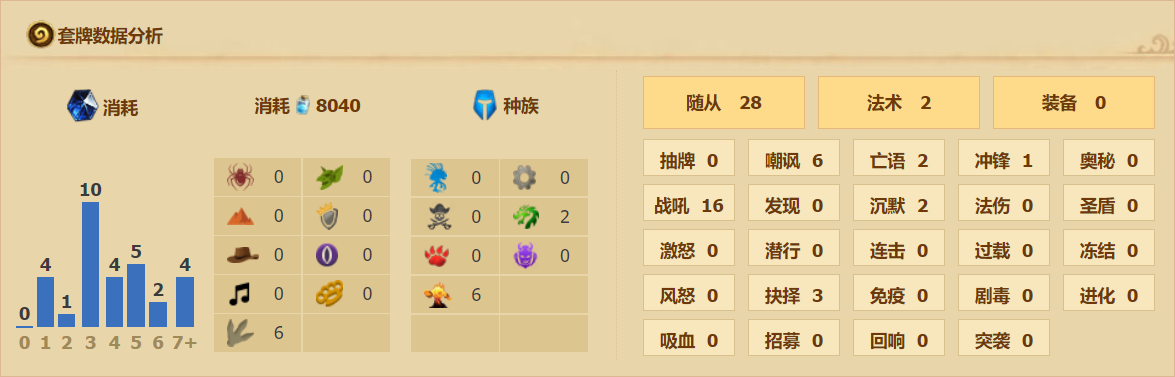 套牌数据分析
消耗
消耗 8040
种族
0 4 1 10 4 5 2 4
0 1 2 3 4 5 6 7+
0 0
0 0
0 0
0 0
6
0 0
0 2
0 0
6
随从 28 法术 2 装备 0
抽牌 0 嘲讽 6 亡语 2 冲锋 1 奥秘 0
战吼 16 发现 0 沉默 2 法伤 0 圣盾 0
激怒 0 潜行 0 连击 0 过载 0 冻结 0
风怒 0 抉择 3 免疫 0 剧毒 0 进化 0
吸血 0 招募 0 回响 0 突袭 0